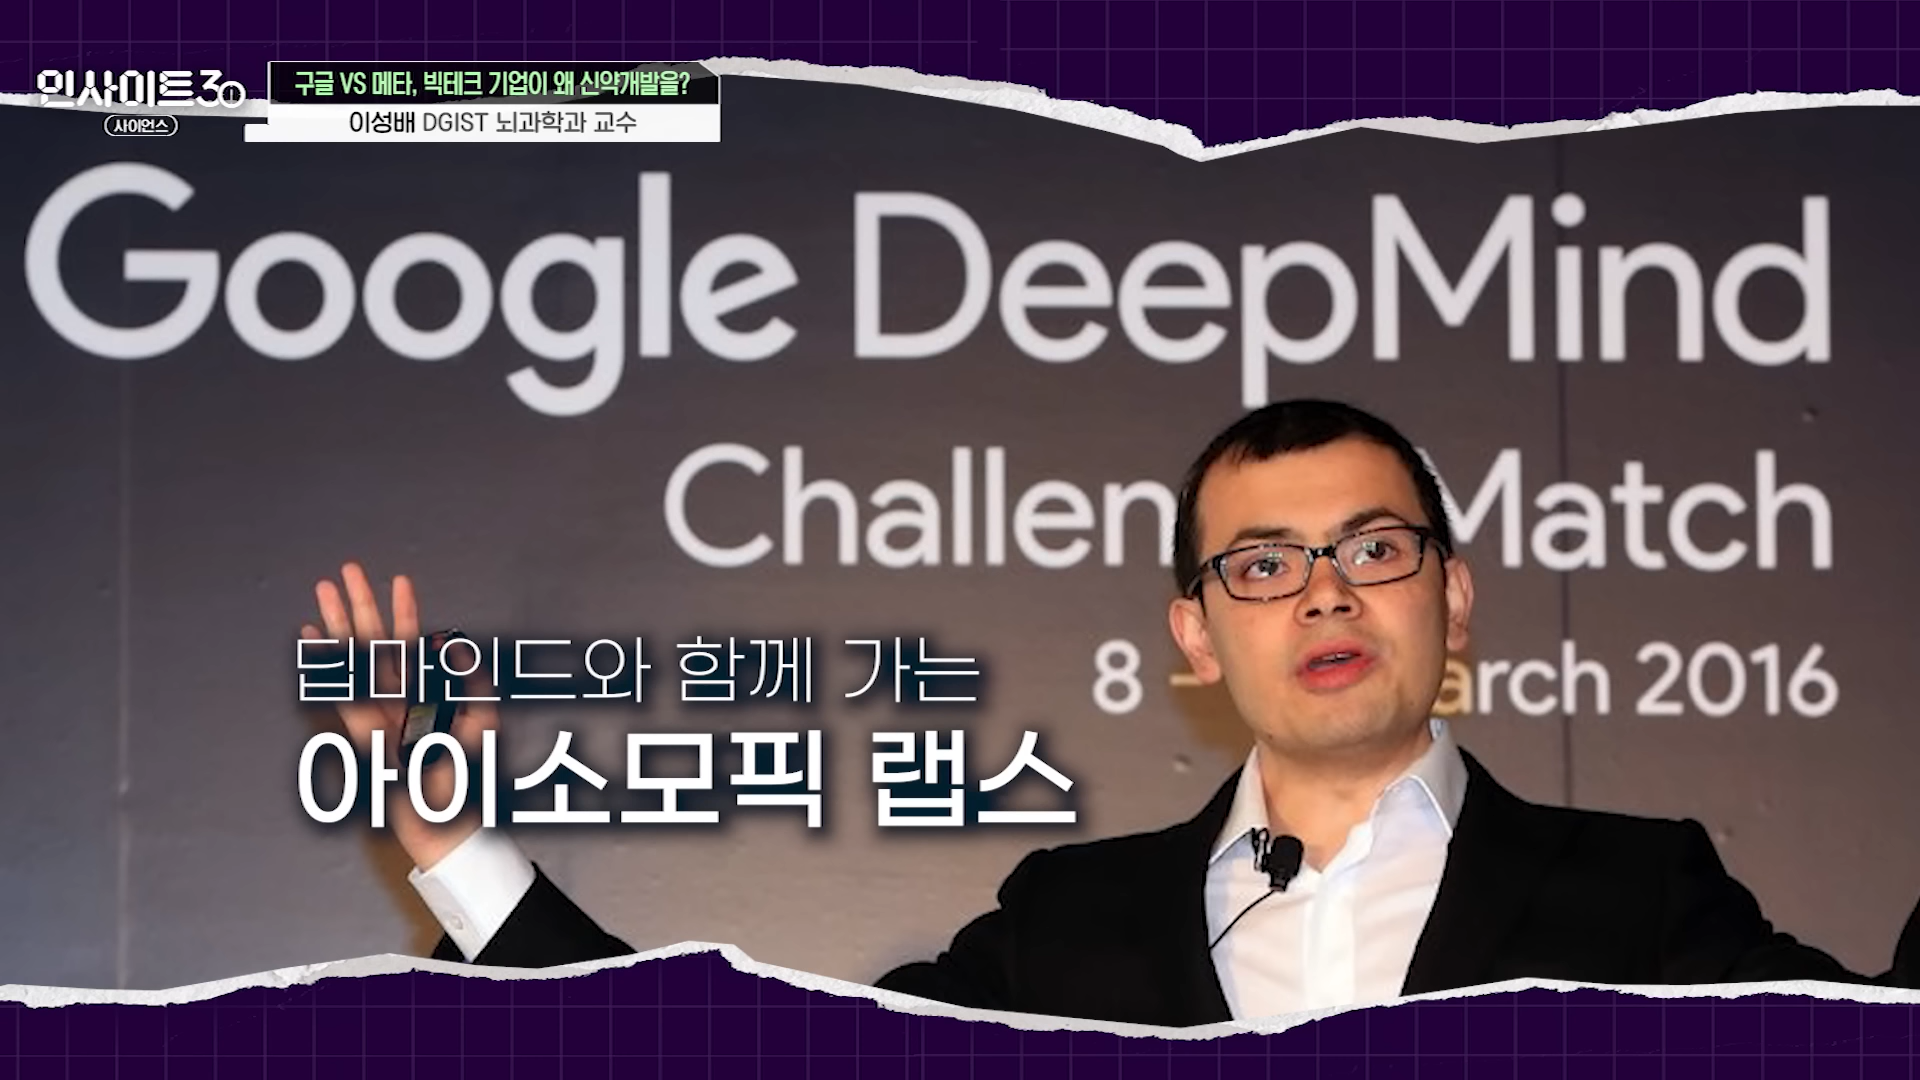 인사이트30
사이언스
구글 VS 메타, 빅테크 기업이 왜 신약개발을?
이성배 DGIST 뇌과학과 교수
Google DeepMind
Challen Match
8 – arch 2016
딥마인드와 함께 가는
아이소모픽 랩스